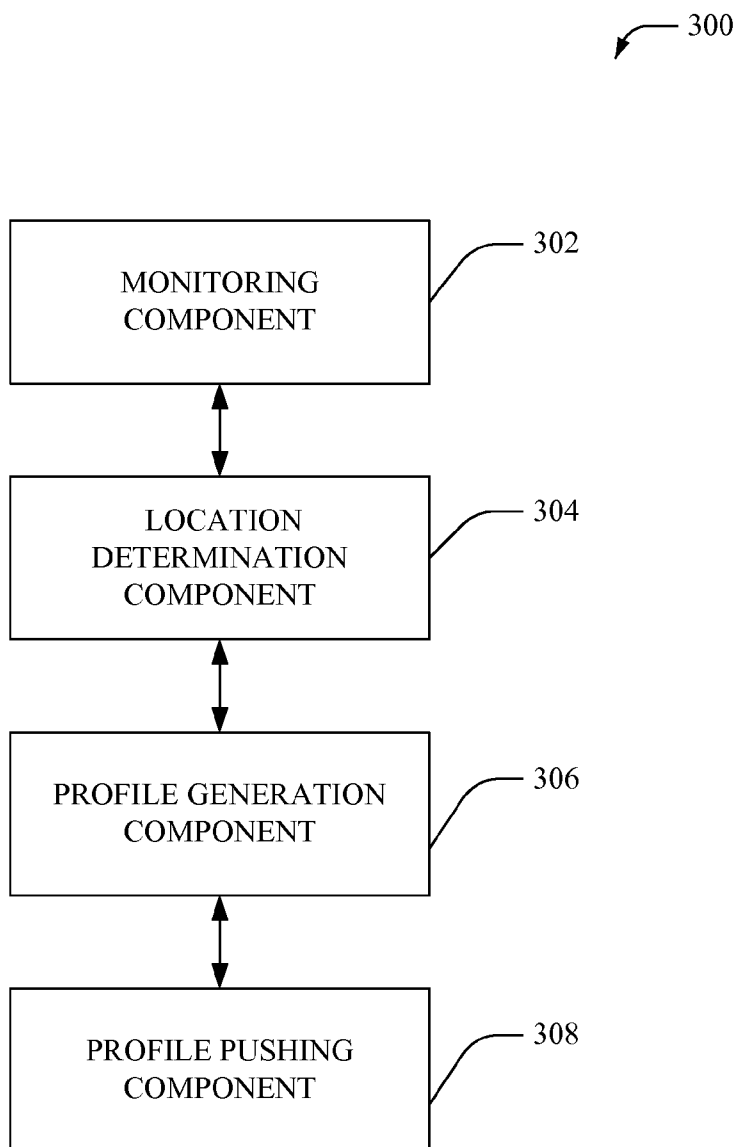 300
302
MONITORING
COMPONENT
304
LOCATION
DETERMINATION
COMPONENT
306
PROFILE GENERATION
COMPONENT
308
PROFILE PUSHING
COMPONENT